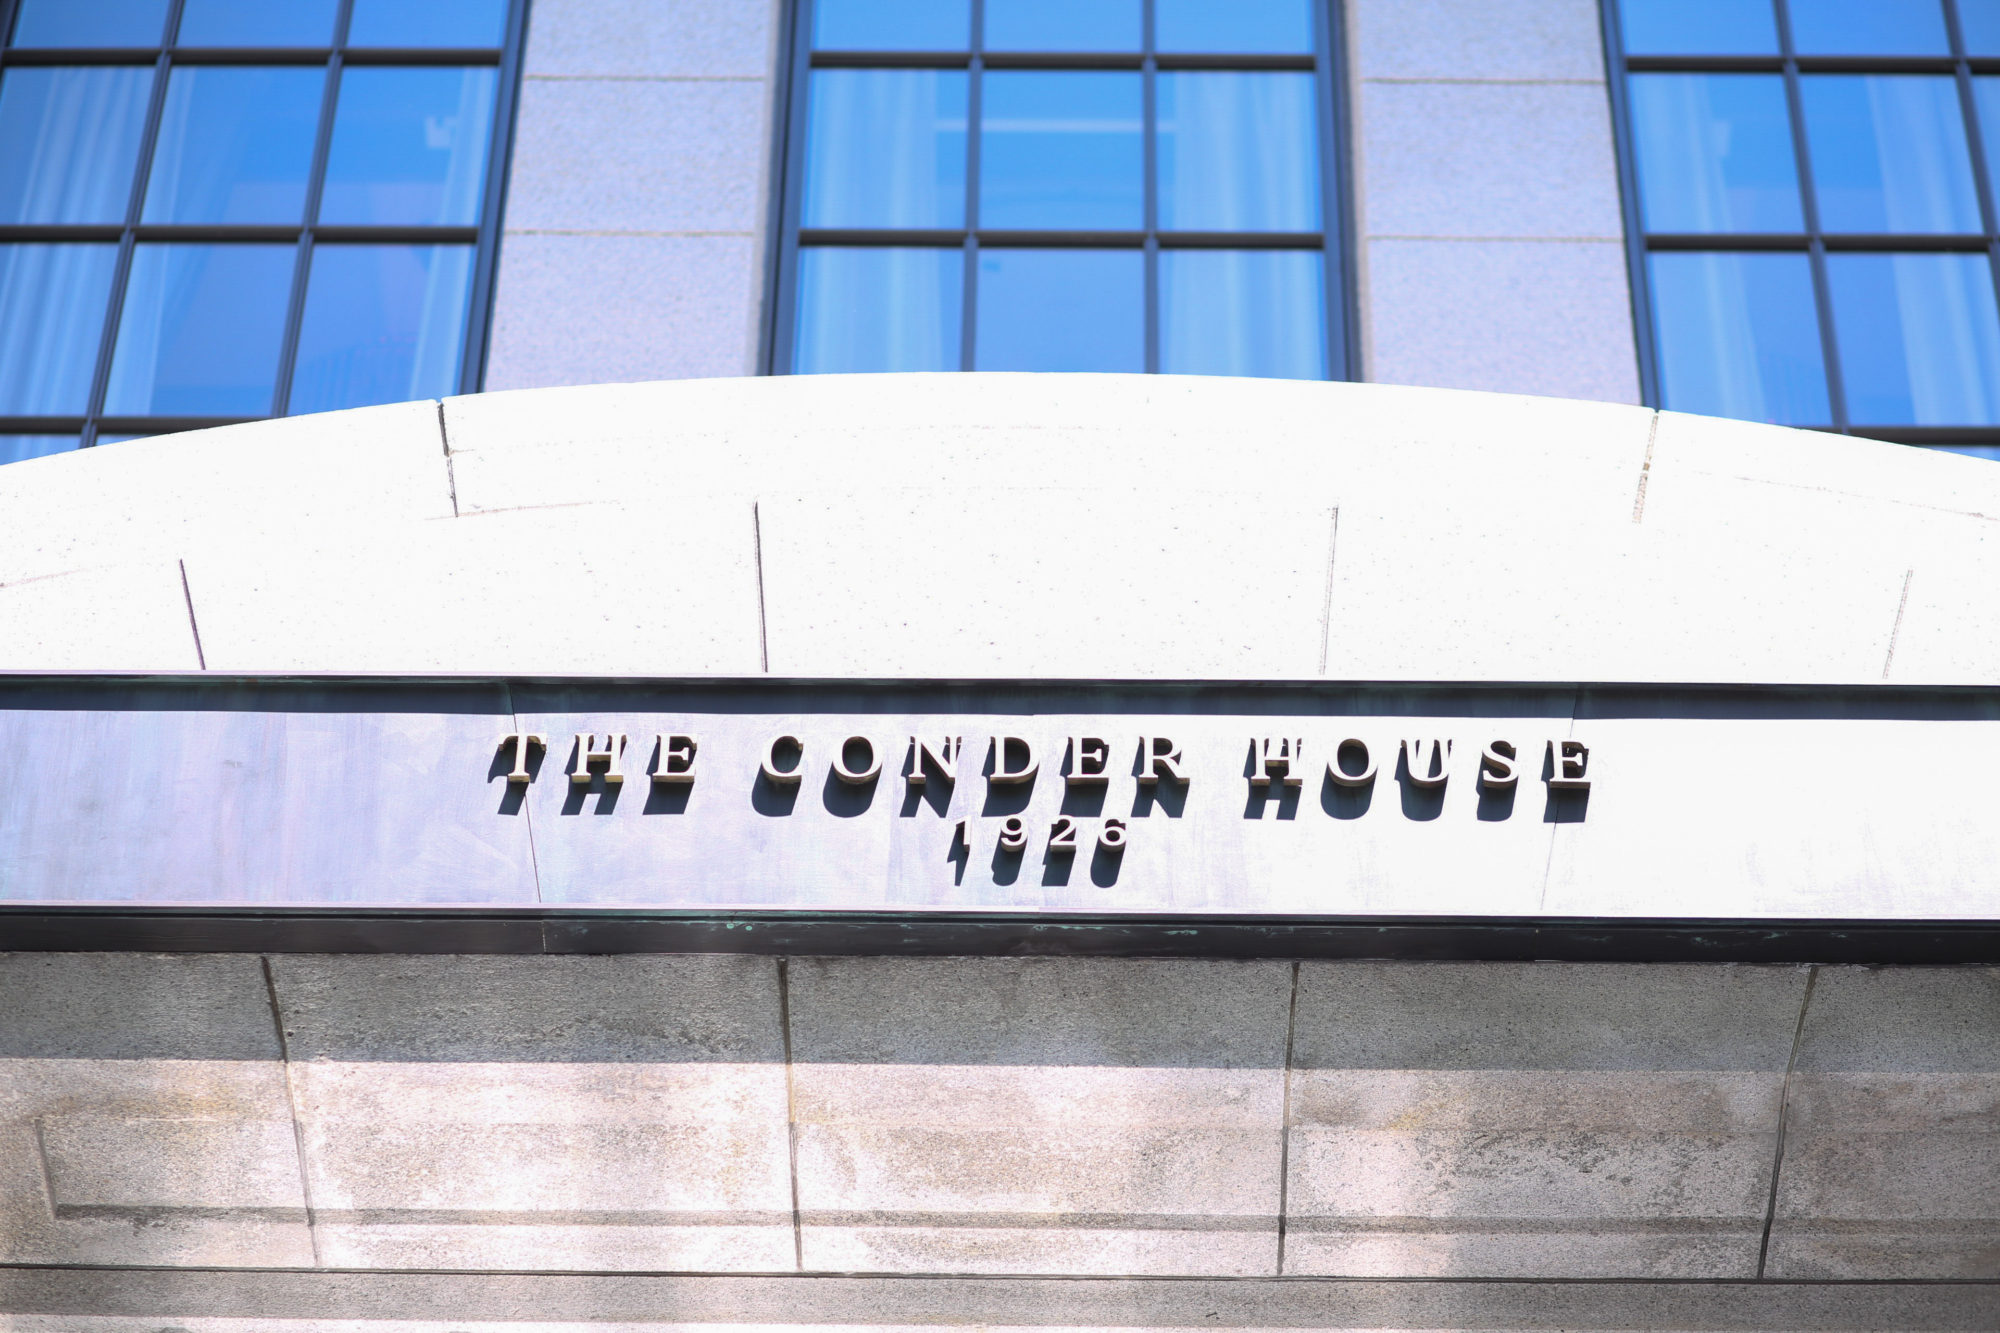 THE CONDER HOUSE
1926